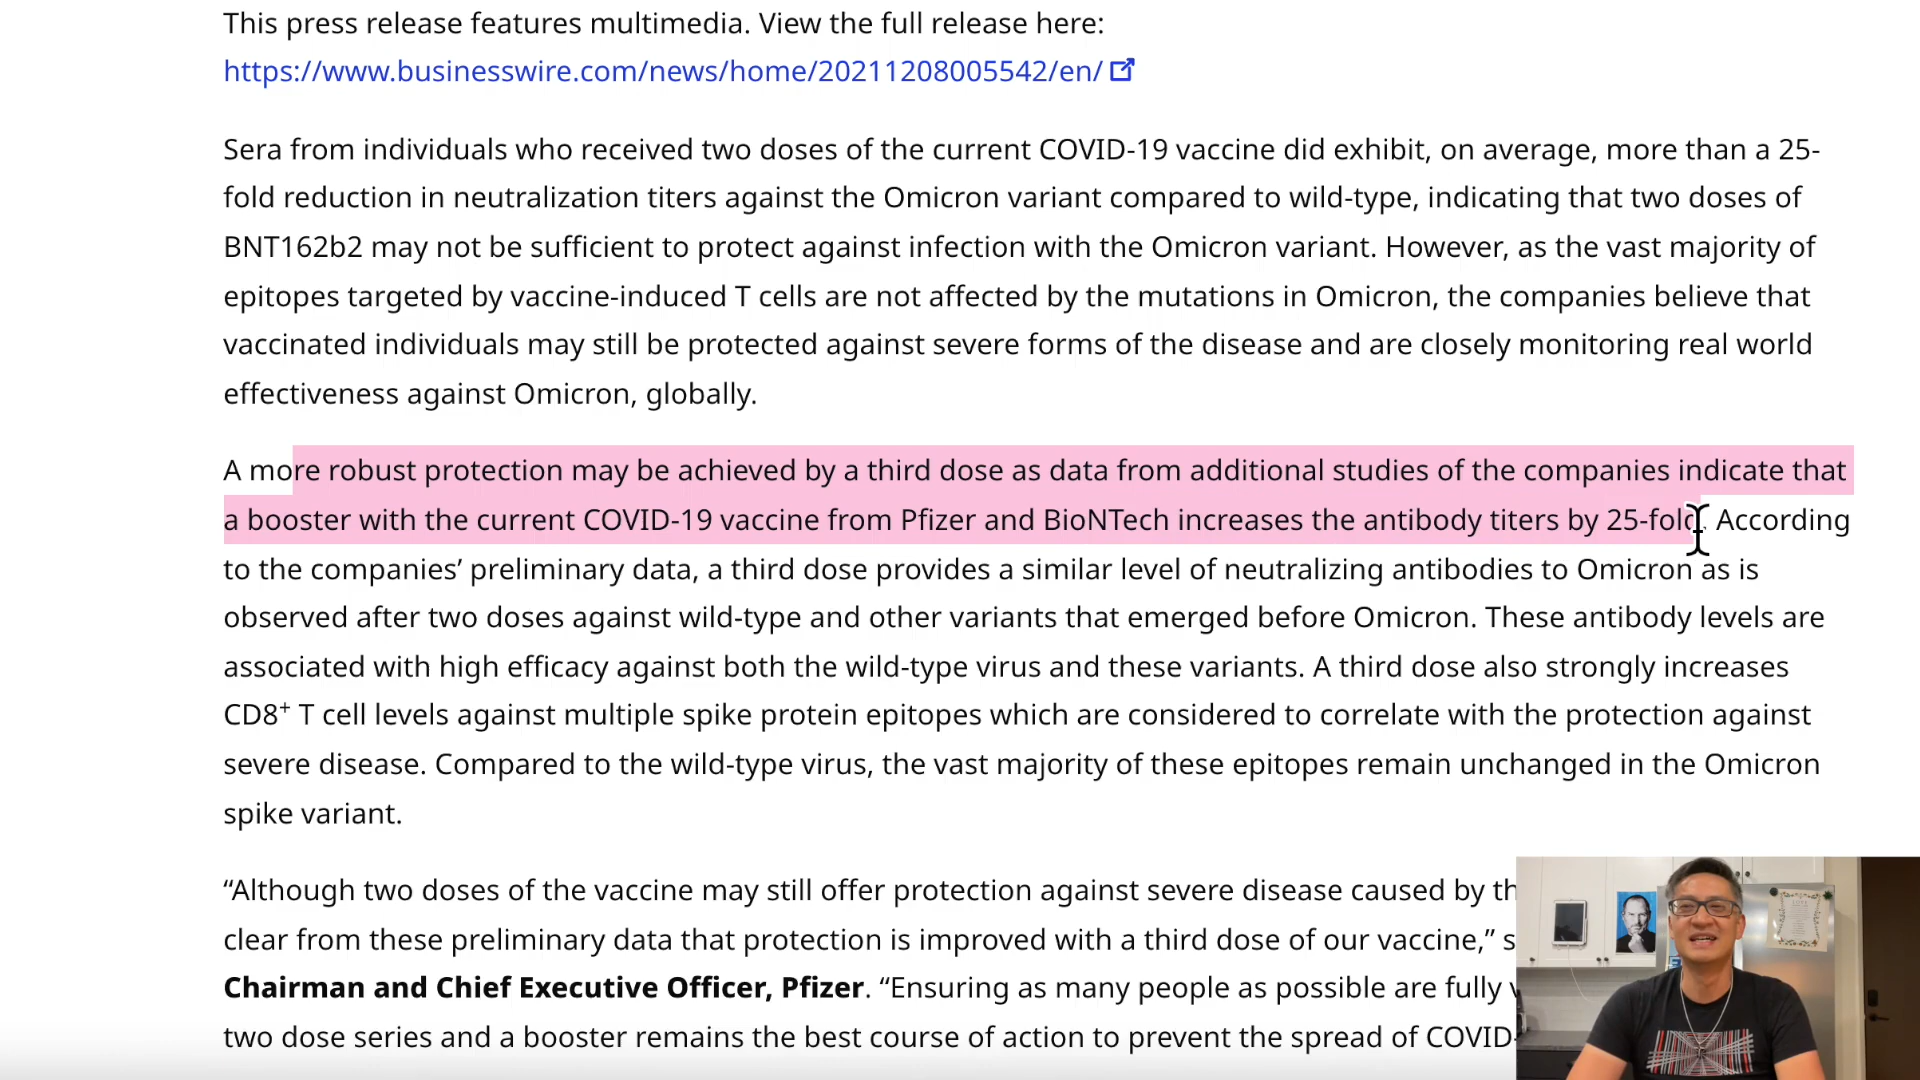 This press release features multimedia. View the full release here:
https://www.businesswire.com/news/home/20211208005542/en/
Sera from individuals who received two doses of the current COVID-19 vaccine did exhibit, on average, more than a 25-
fold reduction in neutralization titers against the Omicron variant compared to wild-type, indicating that two doses of
BNT162b2 may not be sufficient to protect against infection with the Omicron variant. However, as the vast majority of
epitopes targeted by vaccine-induced T cells are not affected by the mutations in Omicron, the companies believe that
vaccinated individuals may still be protected against severe forms of the disease and are closely monitoring real world
effectiveness against Omicron, globally.
A more robust protection may be achieved by a third dose as data from additional studies of the companies indicate that
a booster with the current COVID-19 vaccine from Pfizer and BioNTech increases the antibody titers by 25-fold. According
to the companies’ preliminary data, a third dose provides a similar level of neutralizing antibodies to Omicron as is
observed after two doses against wild-type and other variants that emerged before Omicron. These antibody levels are
associated with high efficacy against both the wild-type virus and these variants. A third dose also strongly increases
CD8⁺ T cell levels against multiple spike protein epitopes which are considered to correlate with the protection against
severe disease. Compared to the wild-type virus, the vast majority of these epitopes remain unchanged in the Omicron
spike variant.
“Although two doses of the vaccine may still offer protection against severe disease caused by th
clear from these preliminary data that protection is improved with a third dose of our vaccine,” s
Chairman and Chief Executive Officer, Pfizer. “Ensuring as many people as possible are fully v
two dose series and a booster remains the best course of action to prevent the spread of COVID-